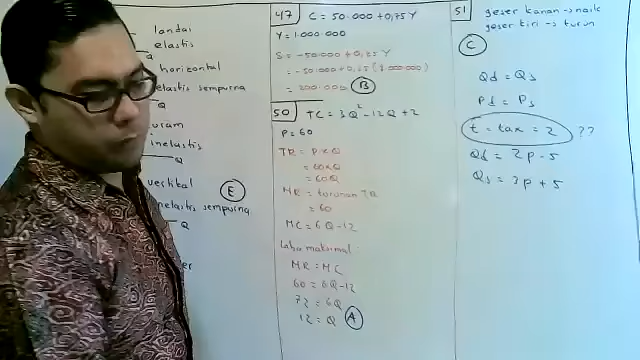 landai
elastis
Q
horizontal
elastis sempurna
Q
curam
inelastis
Q
vertikal
E
inelastis sempurna
Q
47
C = 50.000 + 0,75Y
Y = 1.000.000
S = -50.000 + 0,25Y
= -50.000 + 0,25 (1.000.000)
= 200.000
B
50
TC = 3Q² - 12Q + 2
P = 60
TR = P x Q
= 60 x Q
= 60Q
MR = turunan TR
= 60
MC = 6Q - 12
Laba maksimal:
MR = MC
60 = 6Q - 12
72 = 6Q
12 = Q
A
51
geser kanan -> naik
geser kiri -> turun
C
Qd = Qs
Pd = Ps
t = tax = 2 ??
Qd = 2P - 5
Qs = 3P + 5